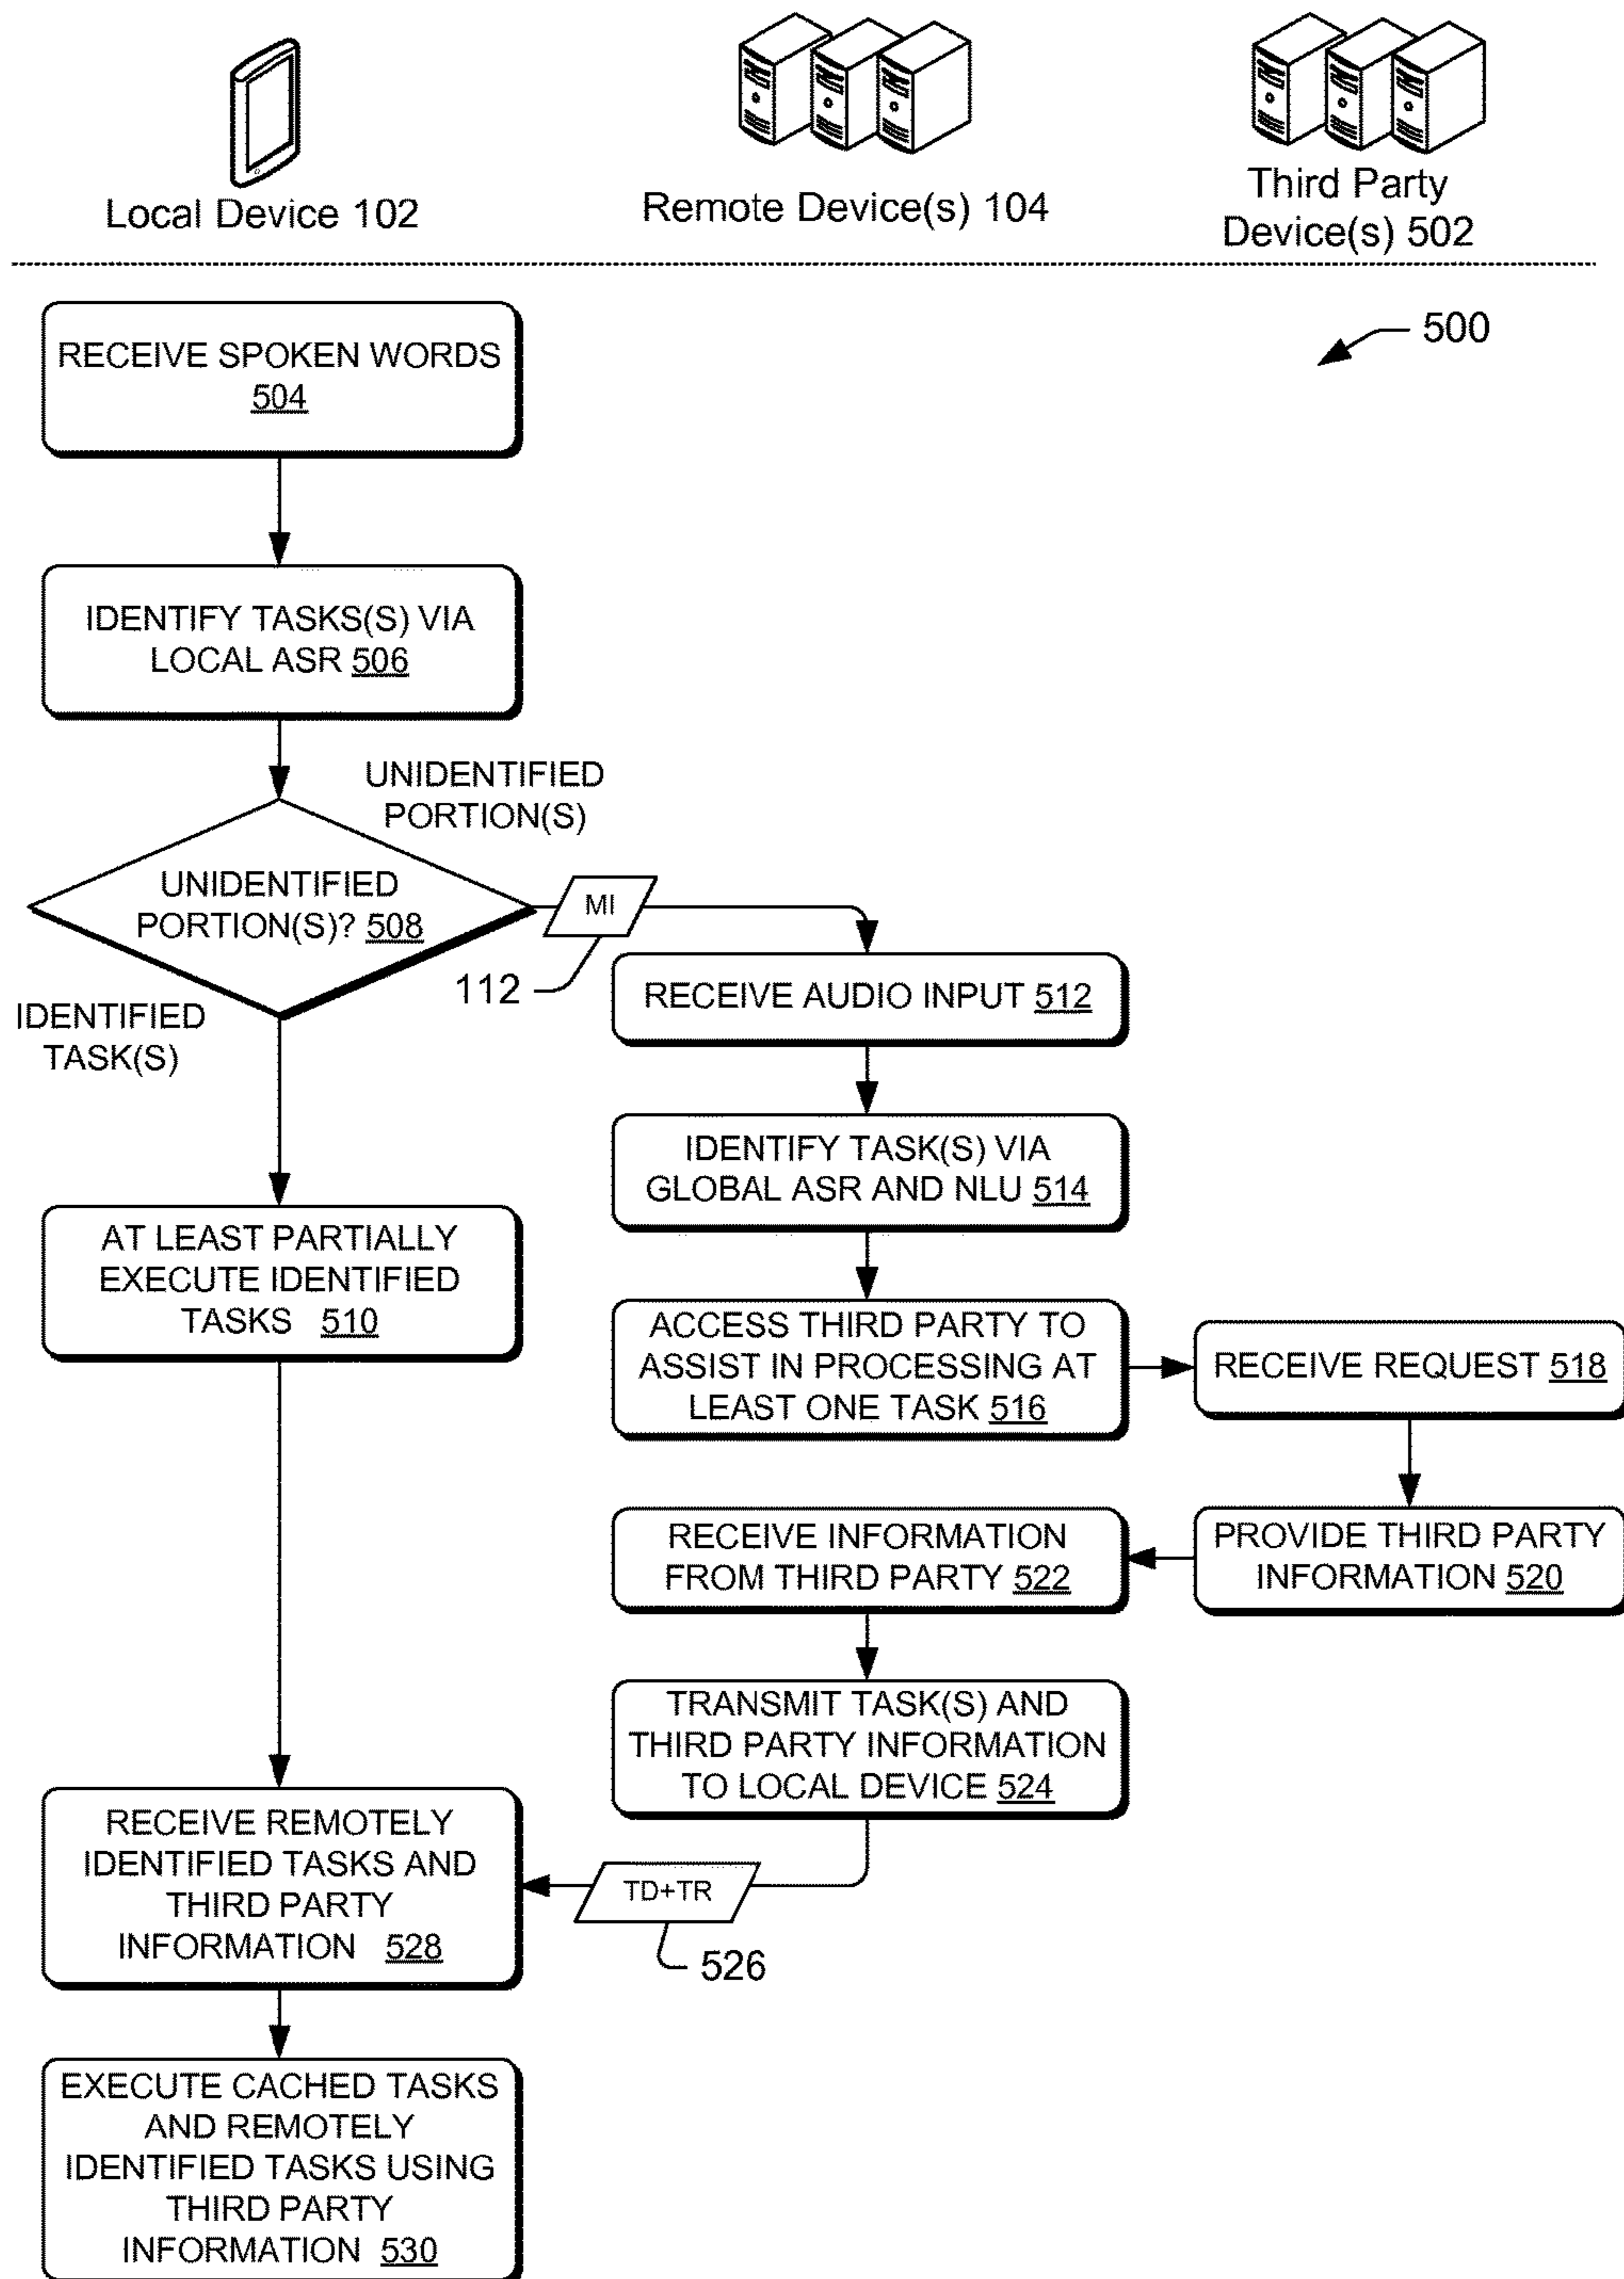 Local Device 102
Remote Device(s) 104
Third Party
Device(s) 502
500
RECEIVE SPOKEN WORDS
504
IDENTIFY TASKS(S) VIA
LOCAL ASR 506
UNIDENTIFIED
PORTION(S)
UNIDENTIFIED
PORTION(S)? 508
MI
112
IDENTIFIED
TASK(S)
RECEIVE AUDIO INPUT 512
IDENTIFY TASK(S) VIA
GLOBAL ASR AND NLU 514
AT LEAST PARTIALLY
EXECUTE IDENTIFIED
TASKS 510
ACCESS THIRD PARTY TO
ASSIST IN PROCESSING AT
LEAST ONE TASK 516
RECEIVE REQUEST 518
PROVIDE THIRD PARTY
INFORMATION 520
RECEIVE INFORMATION
FROM THIRD PARTY 522
TRANSMIT TASK(S) AND
THIRD PARTY INFORMATION
TO LOCAL DEVICE 524
RECEIVE REMOTELY
IDENTIFIED TASKS AND
THIRD PARTY
INFORMATION 528
TD+TR
526
EXECUTE CACHED TASKS
AND REMOTELY
IDENTIFIED TASKS USING
THIRD PARTY
INFORMATION 530